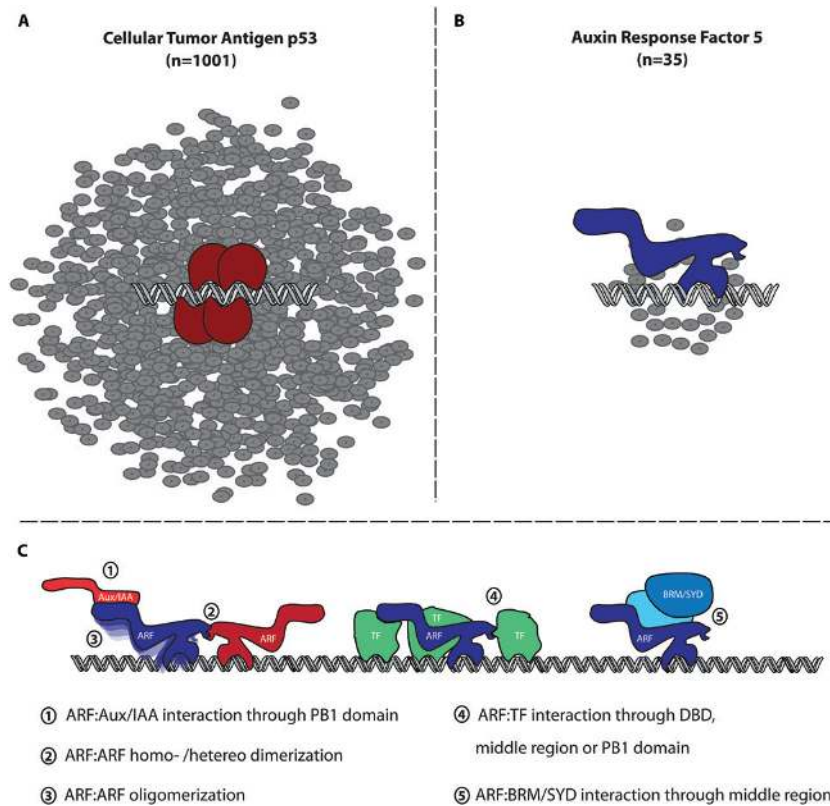 A
Cellular Tumor Antigen p53
(n=1001)
B
Auxin Response Factor 5
(n=35)
C
1
Aux/IAA
3
ARF
2
ARF
TF
TF
ARF
4
TF
BRM/SYD
ARF
5
1 ARF:Aux/IAA interaction through PB1 domain
2 ARF:ARF homo- /hetereo dimerization
3 ARF:ARF oligomerization
4 ARF:TF interaction through DBD,
middle region or PB1 domain
5 ARF:BRM/SYD interaction through middle region